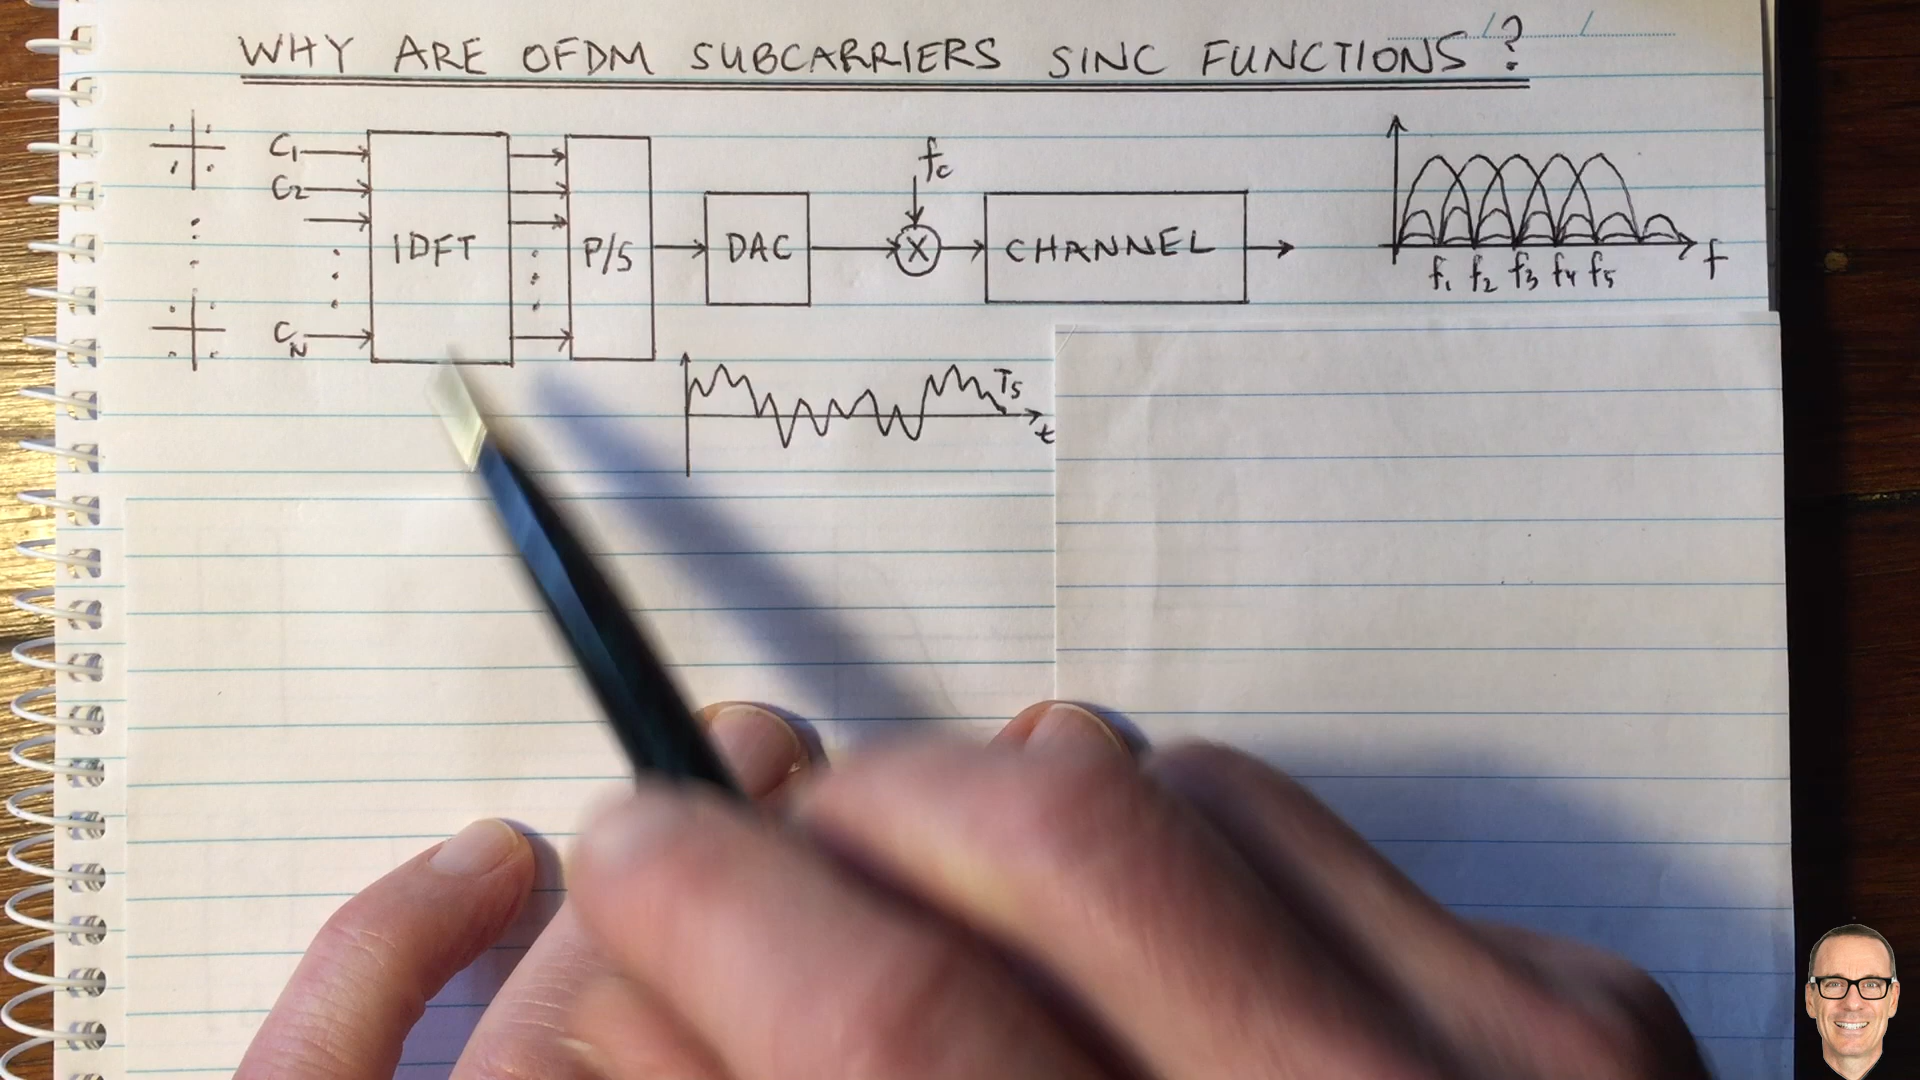 WHY ARE OFDM SUBCARRIERS SINC FUNCTIONS?
C1
C2
CN
IDFT
P/S
DAC
fc
X
CHANNEL
f1 f2 f3 f4 f5
f
Ts
t